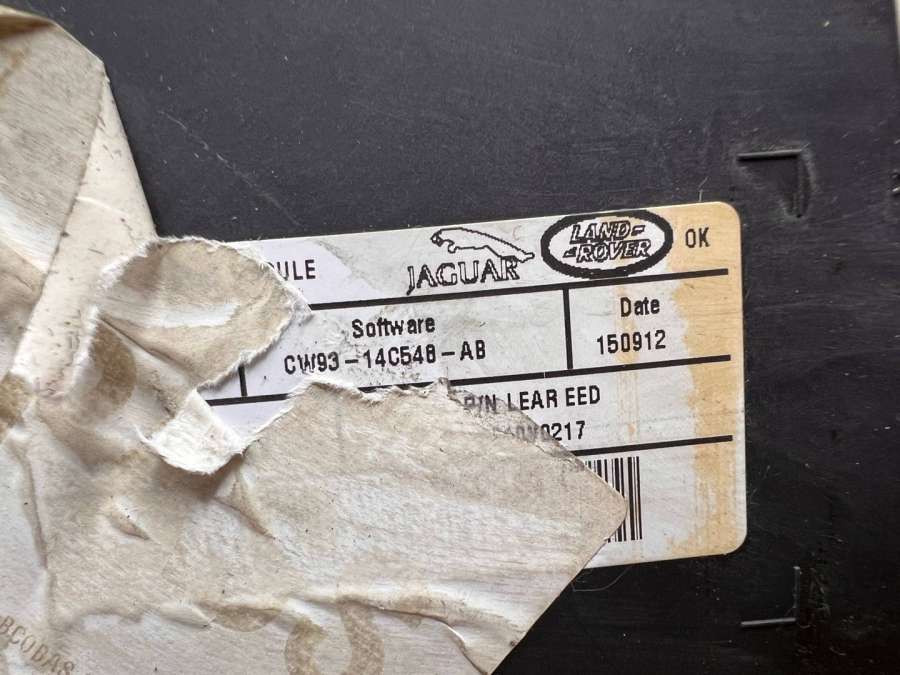 JAGUAR
LAND-
-ROVER
OK
Software
Date
CW93-14C548-AB
150912
LEAR EED